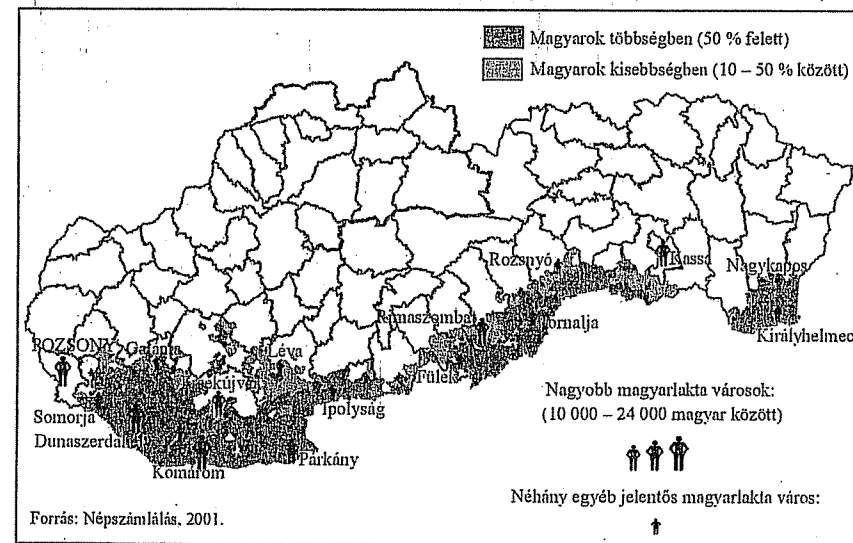 Magyarok többségben (50 % felett)
Magyarok kisebbségben (10 – 50 % között)
Rozsnyó
Kassa
Nagykapos
Rimaszombat
Tornalja
Királyhelmec
POZSONY
Galánta
Léva
Fülek
Érsekújvár
Ipolyság
Somorja
Dunaszerdahely
Párkány
Komárom
Nagyobb magyarlakta városok:
(10 000 – 24 000 magyar között)
Néhány egyéb jelentős magyarlakta város:
Forrás: Népszámlálás, 2001.